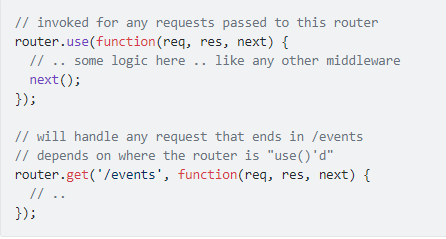 // invoked for any requests passed to this router
router.use(function(req, res, next) {
  // .. some logic here .. like any other middleware
  next();
});

// will handle any request that ends in /events
// depends on where the router is "use()'d"
router.get('/events', function(req, res, next) {
  // ..
});